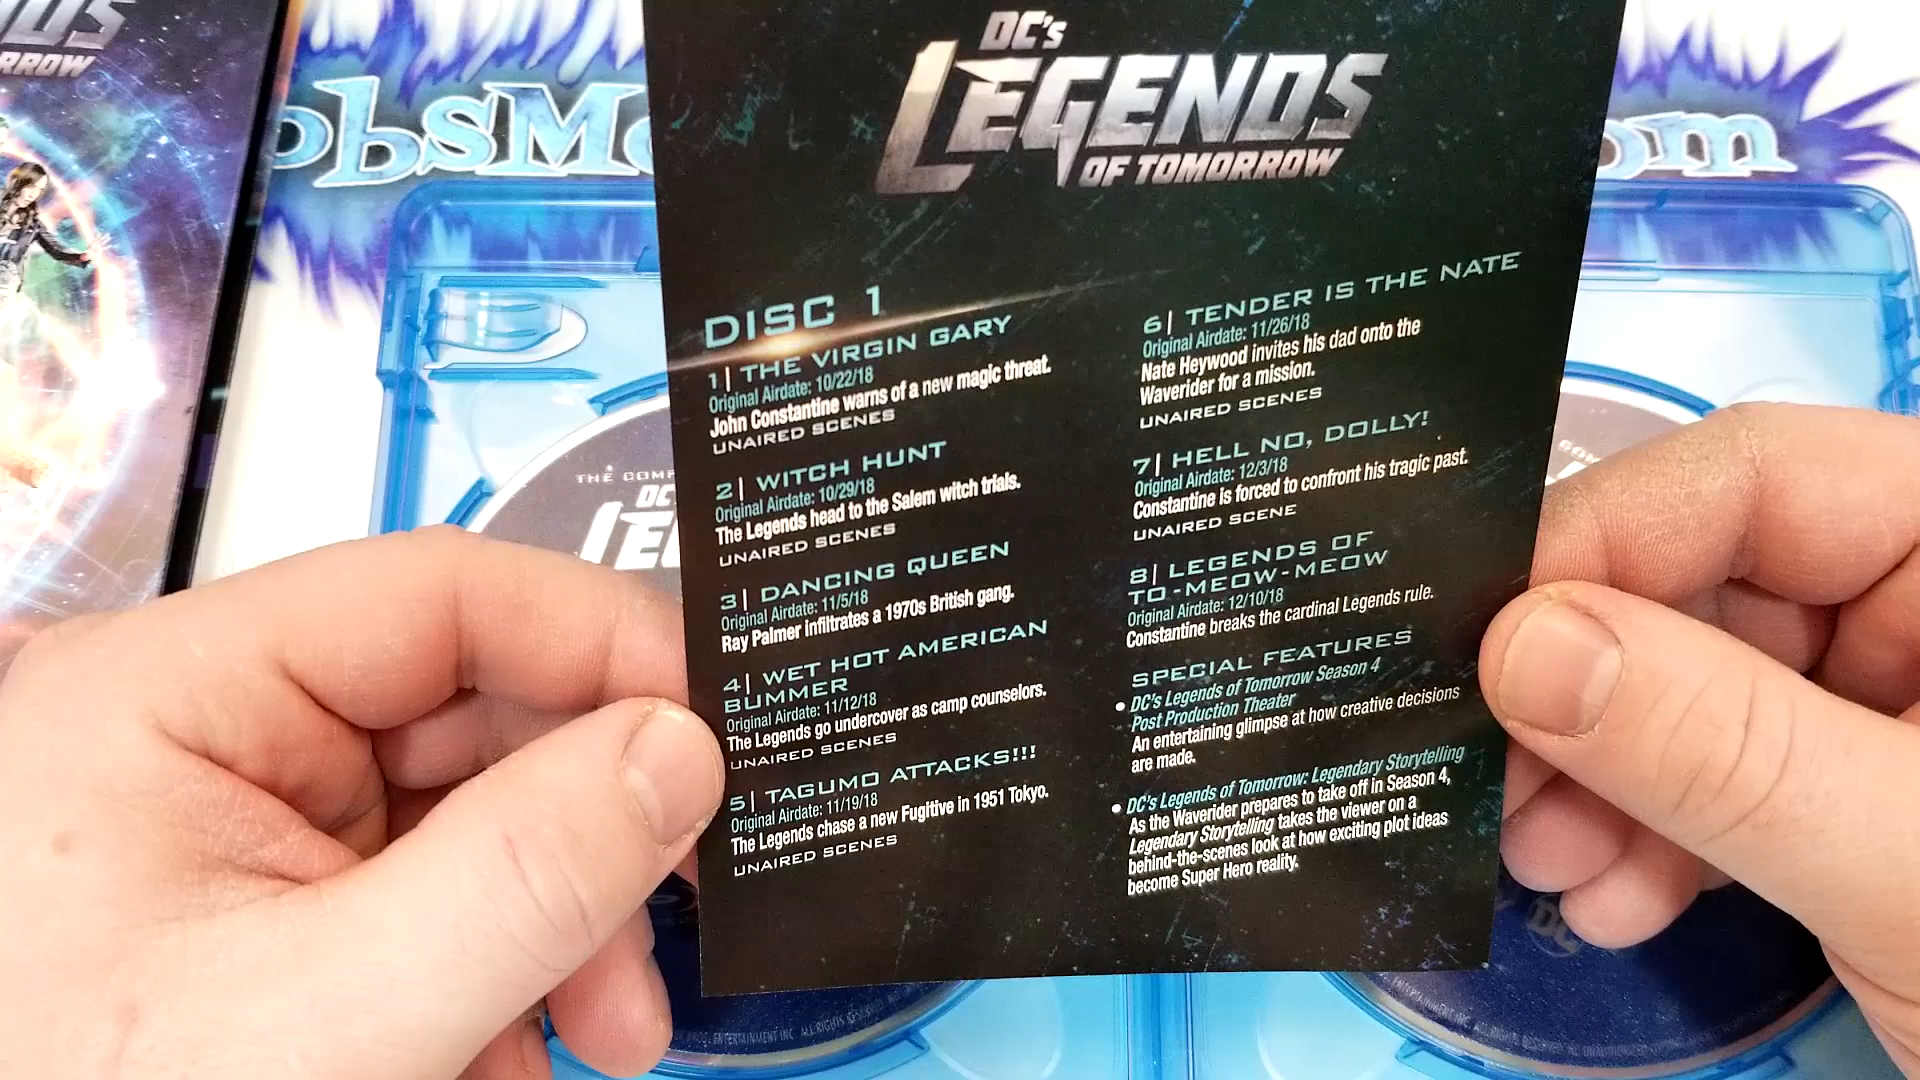 DC's
LEGENDS
OF TOMORROW
DISC 1
1| THE VIRGIN GARY
Original Airdate: 10/22/18
John Constantine warns of a new magic threat.
UNAIRED SCENES
2| WITCH HUNT
Original Airdate: 10/29/18
The Legends head to the Salem witch trials.
UNAIRED SCENES
3| DANCING QUEEN
Original Airdate: 11/5/18
Ray Palmer infiltrates a 1970s British gang.
4| WET HOT AMERICAN
BUMMER
Original Airdate: 11/12/18
The Legends go undercover as camp counselors.
UNAIRED SCENES
5| TAGUMO ATTACKS!!!
Original Airdate: 11/19/18
The Legends chase a new Fugitive in 1951 Tokyo.
UNAIRED SCENES
6| TENDER IS THE NATE
Original Airdate: 11/26/18
Nate Heywood invites his dad onto the
Waverider for a mission.
UNAIRED SCENES
7| HELL NO, DOLLY!
Original Airdate: 12/3/18
Constantine is forced to confront his tragic past.
UNAIRED SCENE
8| LEGENDS OF
TO-MEOW-MEOW
Original Airdate: 12/10/18
Constantine breaks the cardinal Legends rule.
SPECIAL FEATURES
• DC's Legends of Tomorrow Season 4
Post Production Theater
An entertaining glimpse at how creative decisions
are made.
• DC's Legends of Tomorrow: Legendary Storytelling
As the Waverider prepares to take off in Season 4,
Legendary Storytelling takes the viewer on a
behind-the-scenes look at how exciting plot ideas
become Super Hero reality.
THE
DC
ENTERTAINMENT INC. ALL RIGHTS